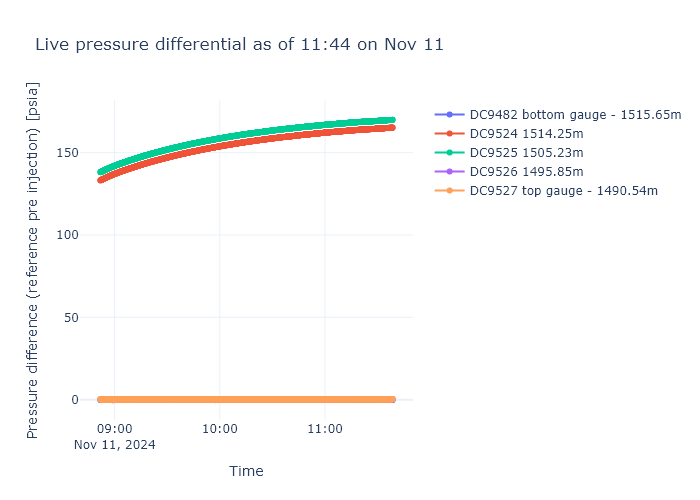 Live pressure differential as of 11:44 on Nov 11
Pressure difference (reference pre injection) [psia]
150
100
50
0
09:00
Nov 11, 2024
10:00
11:00
Time
DC9482 bottom gauge - 1515.65m
DC9524 1514.25m
DC9525 1505.23m
DC9526 1495.85m
DC9527 top gauge - 1490.54m